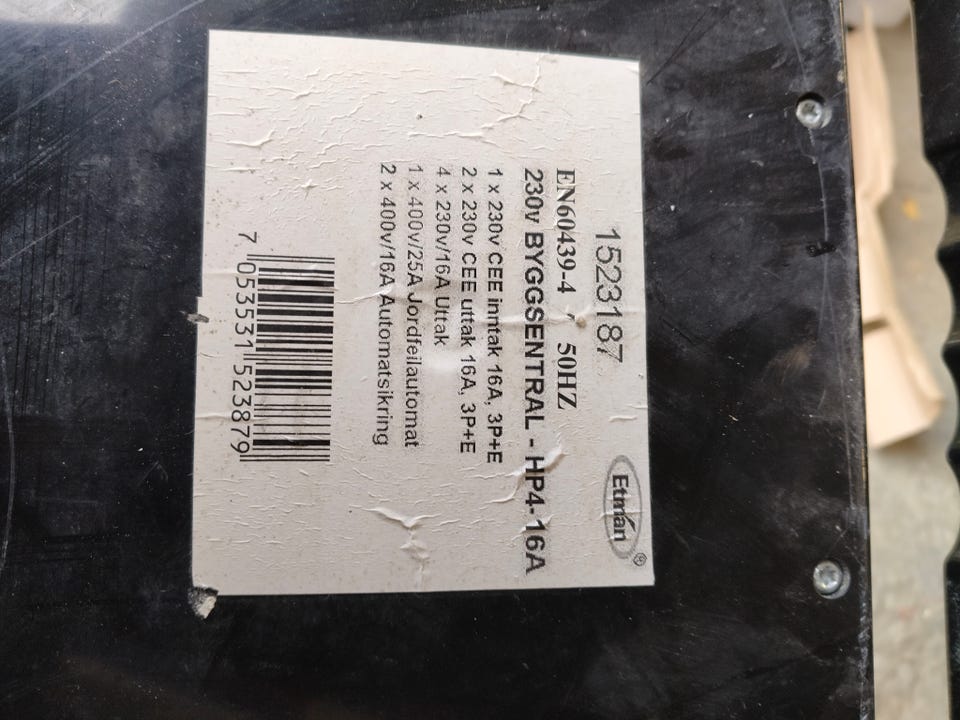 1523187
Etman®
EN60439-4 , 50HZ
230v BYGGSENTRAL - HP4-16A
1 x 230v CEE inntak 16A, 3P+E
2 x 230v CEE uttak 16A, 3P+E
4 x 230v/16A Uttak
1 x 400v/25A Jordfeilautomat
2 x 400v/16A Automatsikring
7 053531 523879